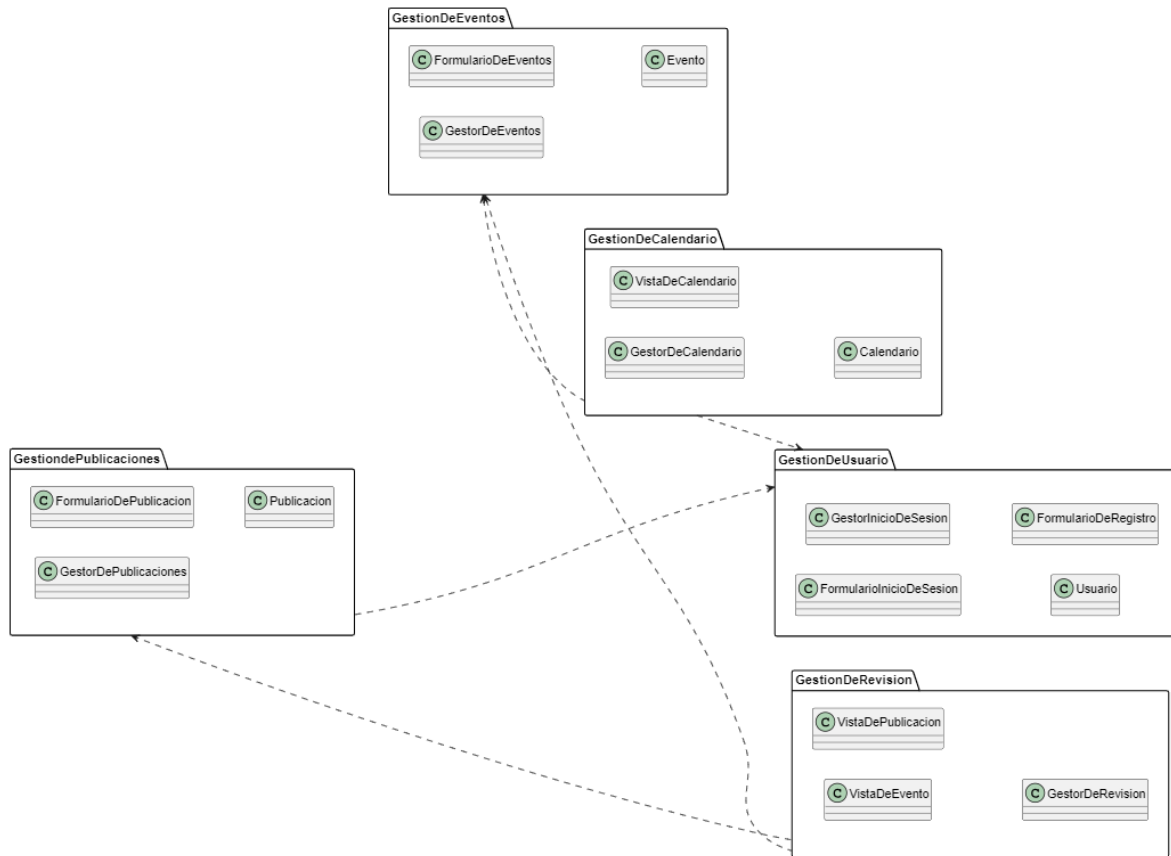 GestionDeEventos
C FormularioDeEventos
C Evento
C GestorDeEventos
GestionDeCalendario
C VistaDeCalendario
C GestorDeCalendario
C Calendario
GestiondePublicaciones
C FormularioDePublicacion
C Publicacion
C GestorDePublicaciones
GestionDeUsuario
C GestorInicioDeSesion
C FormularioDeRegistro
C FormularioInicioDeSesion
C Usuario
GestionDeRevision
C VistaDePublicacion
C VistaDeEvento
C GestorDeRevision